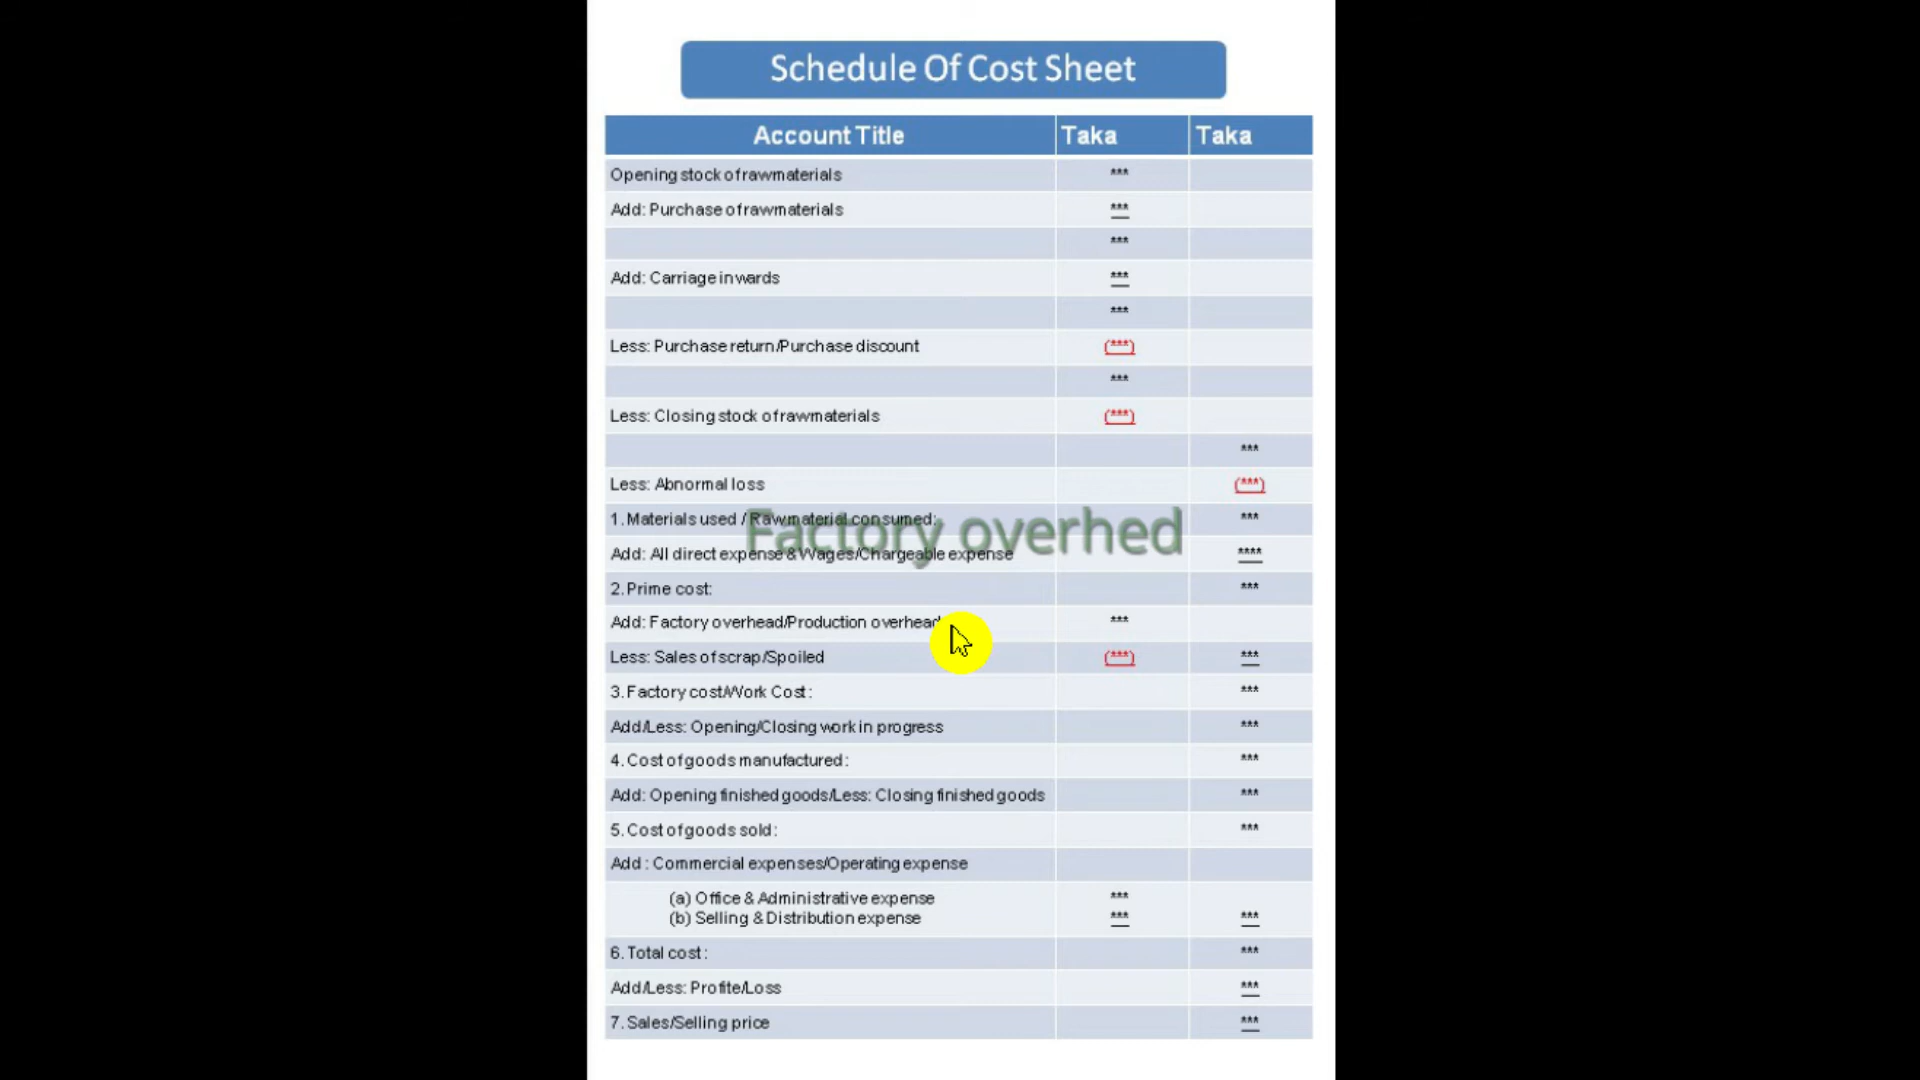 Schedule Of Cost Sheet
Account Title Taka Taka
Opening stock of raw materials ***
Add: Purchase of raw materials ***
***
Add: Carriage inwards ***
***
Less: Purchase return/Purchase discount (***)
***
Less: Closing stock of raw materials (***)
***
Less: Abnormal loss (***)
1. Materials used / Raw material consumed: ***
Factory overhed
Add: All direct expense & Wages/Chargeable expense ****
2. Prime cost: ***
Add: Factory overhead/Production overhead ***
Less: Sales of scrap/Spoiled (***) ***
3. Factory cost/Work Cost: ***
Add/Less: Opening/Closing work in progress ***
4. Cost of goods manufactured: ***
Add: Opening finished goods/Less: Closing finished goods ***
5. Cost of goods sold: ***
Add : Commercial expenses/Operating expense
(a) Office & Administrative expense ***
(b) Selling & Distribution expense *** ***
6. Total cost: ***
Add/Less: Profite/Loss ***
7. Sales/Selling price ***